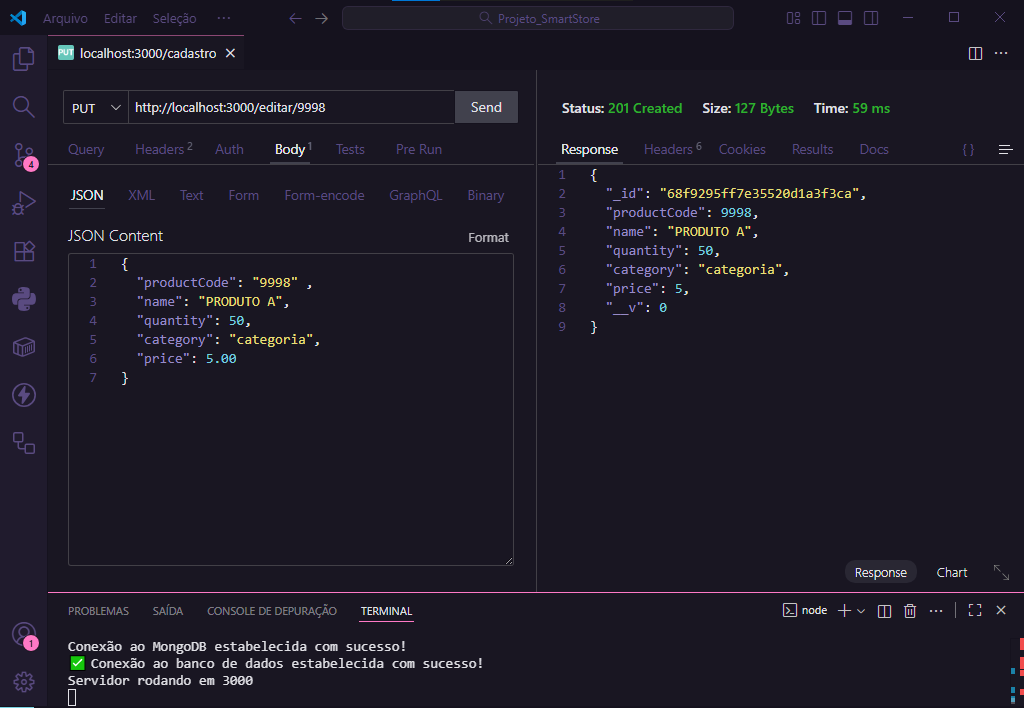 Arquivo Editar Seleção ··· Projeto_SmartStore
PUT localhost:3000/cadastro
PUT http://localhost:3000/editar/9998 Send
Query Headers 2 Auth Body 1 Tests Pre Run
JSON XML Text Form Form-encode GraphQL Binary
JSON Content Format
1 {
2 "productCode": "9998" ,
3 "name": "PRODUTO A",
4 "quantity": 50,
5 "category": "categoria",
6 "price": 5.00
7 }
Status: 201 Created Size: 127 Bytes Time: 59 ms
Response Headers 6 Cookies Results Docs { }
1 {
2 "_id": "68f9295ff7e35520d1a3f3ca",
3 "productCode": 9998,
4 "name": "PRODUTO A",
5 "quantity": 50,
6 "category": "categoria",
7 "price": 5,
8 "__v": 0
9 }
Response Chart
4
1
PROBLEMAS SAÍDA CONSOLE DE DEPURAÇÃO TERMINAL node
Conexão ao MongoDB estabelecida com sucesso!
✅ Conexão ao banco de dados estabelecida com sucesso!
Servidor rodando em 3000